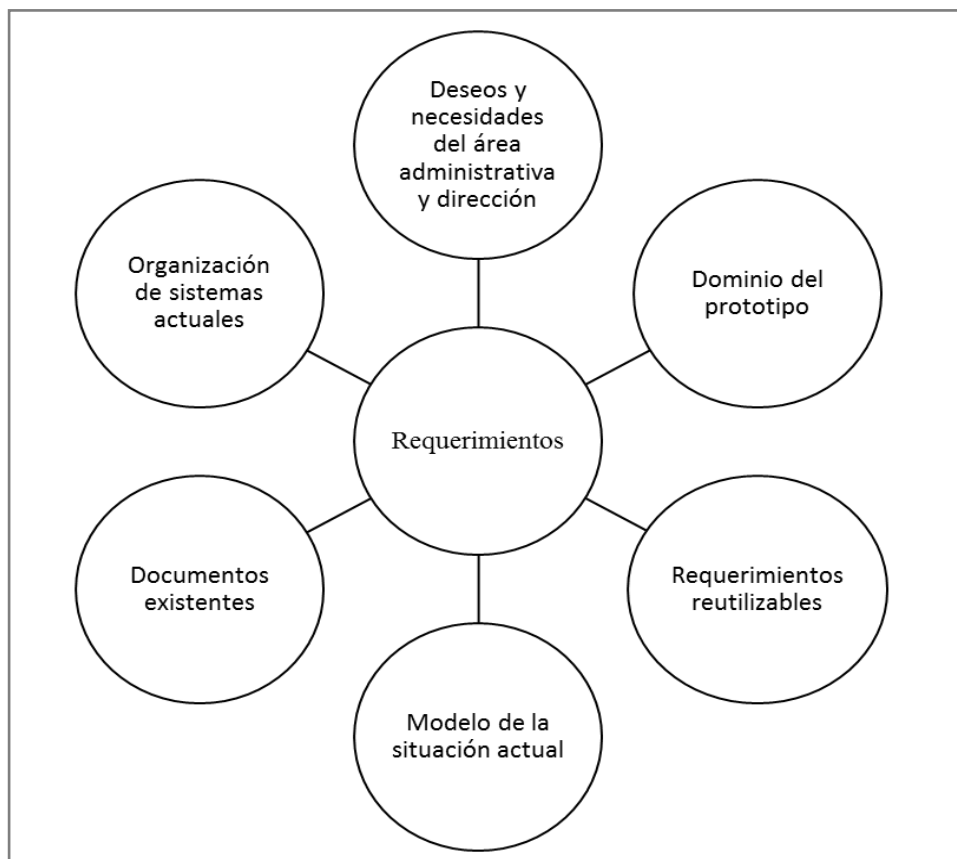 Deseos y
necesidades
del área
administrativa
y dirección
Organización
de sistemas
actuales
Dominio del
prototipo
Requerimientos
Documentos
existentes
Requerimientos
reutilizables
Modelo de la
situación actual